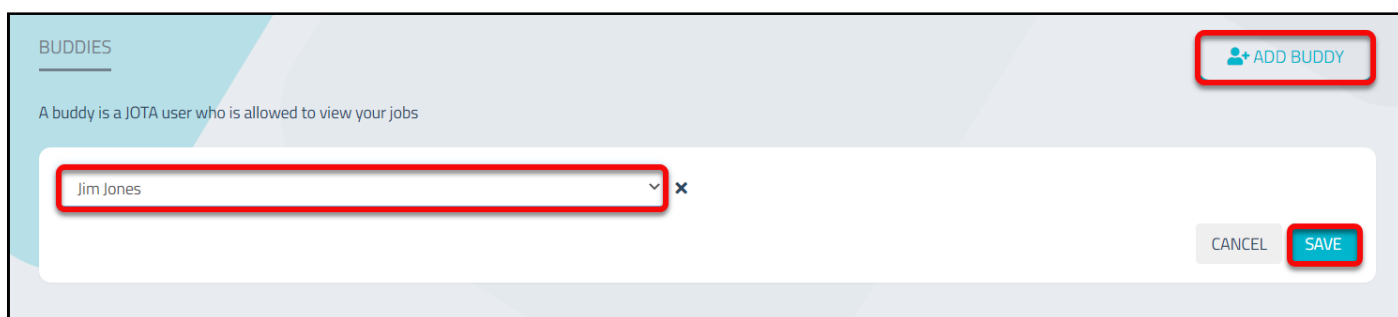 BUDDIES
ADD BUDDY
A buddy is a JOTA user who is allowed to view your jobs
Jim Jones
CANCEL
SAVE